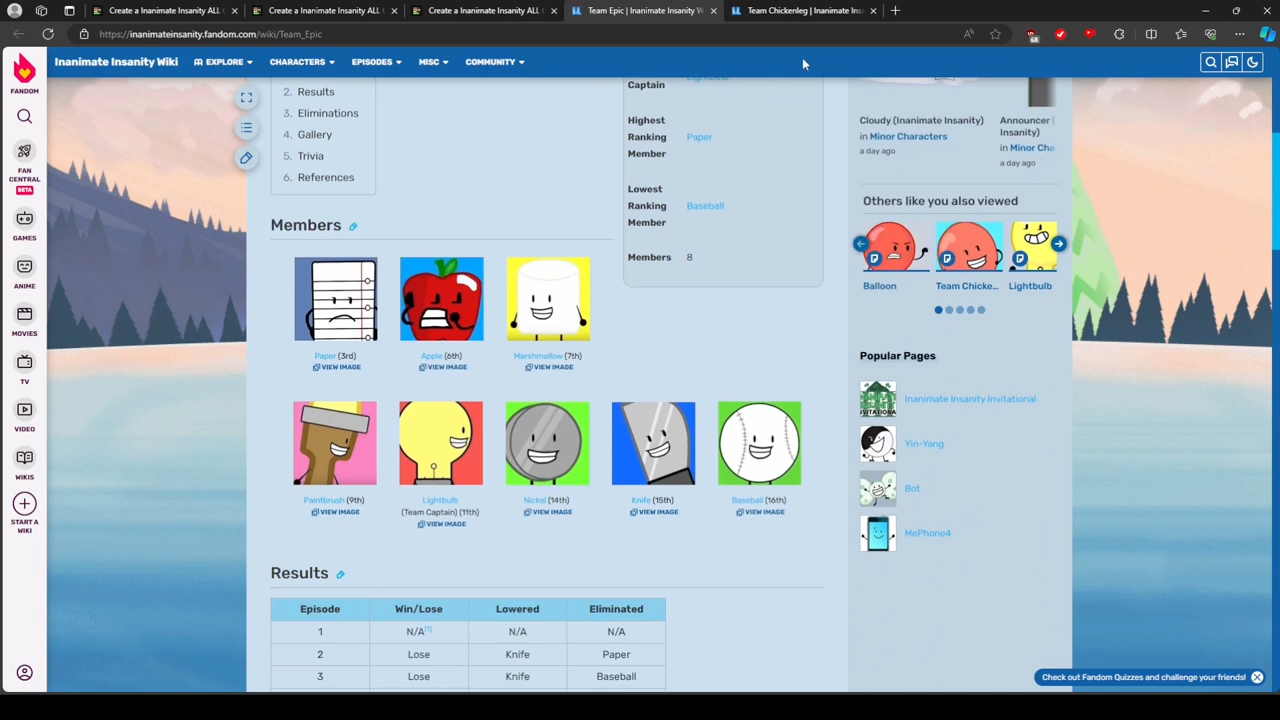 Create a Inanimate Insanity ALL C
Create a Inanimate Insanity ALL C
Create a Inanimate Insanity ALL C
Team Epic | Inanimate Insanity W
Team Chickenleg | Inanimate Ins
https://inanimateinsanity.fandom.com/wiki/Team_Epic
68
FANDOM
FAN CENTRAL
BETA
GAMES
ANIME
MOVIES
TV
VIDEO
WIKIS
START A WIKI
Inanimate Insanity Wiki
EXPLORE
CHARACTERS
EPISODES
MISC
COMMUNITY
2. Results
3. Eliminations
4. Gallery
5. Trivia
6. References
Lightbulb
Captain
Highest
Ranking
Member
Paper
Lowest
Ranking
Member
Baseball
Members 8
Members
Paper (3rd)
VIEW IMAGE
Apple (6th)
VIEW IMAGE
Marshmallow (7th)
VIEW IMAGE
Paintbrush (9th)
VIEW IMAGE
Lightbulb
(Team Captain) (11th)
VIEW IMAGE
Nickel (14th)
VIEW IMAGE
Knife (15th)
VIEW IMAGE
Baseball (16th)
VIEW IMAGE
Results
Episode Win/Lose Lowered Eliminated
1 N/A[1] N/A N/A
2 Lose Knife Paper
3 Lose Knife Baseball
Cloudy (Inanimate Insanity)
in Minor Characters
a day ago
Announcer (
Insanity)
in Minor Cha
a day ago
Others like you also viewed
Balloon
Team Chicke...
Lightbulb
Popular Pages
Inanimate Insanity Invitational
Yin-Yang
Bot
MePhone4
Check out Fandom Quizzes and challenge your friends!